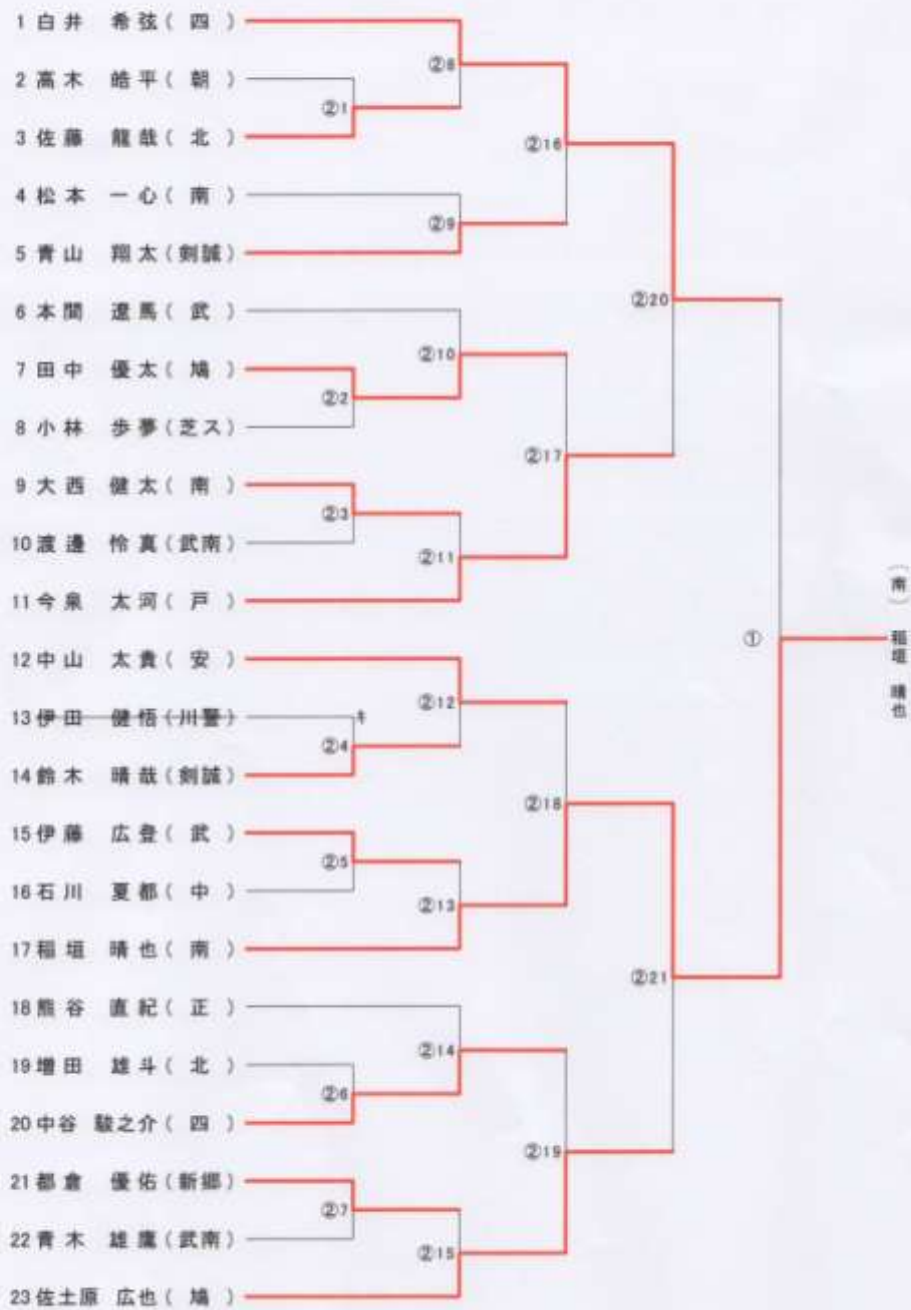 1 白井 希弦( 四 )
②8
2 高木 皓平( 朝 )
②1
3 佐藤 龍哉( 北 )
②16
4 松本 一心( 南 )
②9
5 青山 翔太(剣誠)
②20
6 本間 遼馬( 武 )
②10
7 田中 優太( 鳩 )
②2
8 小林 歩夢(芝ス)
②17
9 大西 健太( 南 )
②3
10 渡邊 怜真(武南)
②11
11 今泉 太河( 戸 )
①
(南) 稲垣 晴也
12 中山 太貴( 安 )
②12
13 伊田 健悟(川警)
キ
②4
14 鈴木 晴哉(剣誠)
②18
15 伊藤 広登( 武 )
②5
16 石川 夏都( 中 )
②13
17 稲垣 晴也( 南 )
②21
18 熊谷 直紀( 正 )
②14
19 増田 雄斗( 北 )
②6
20 中谷 駿之介( 四 )
②19
21 都倉 優佑(新郷)
②7
22 青木 雄鷹(武南)
②15
23 佐土原 広也( 鳩 )